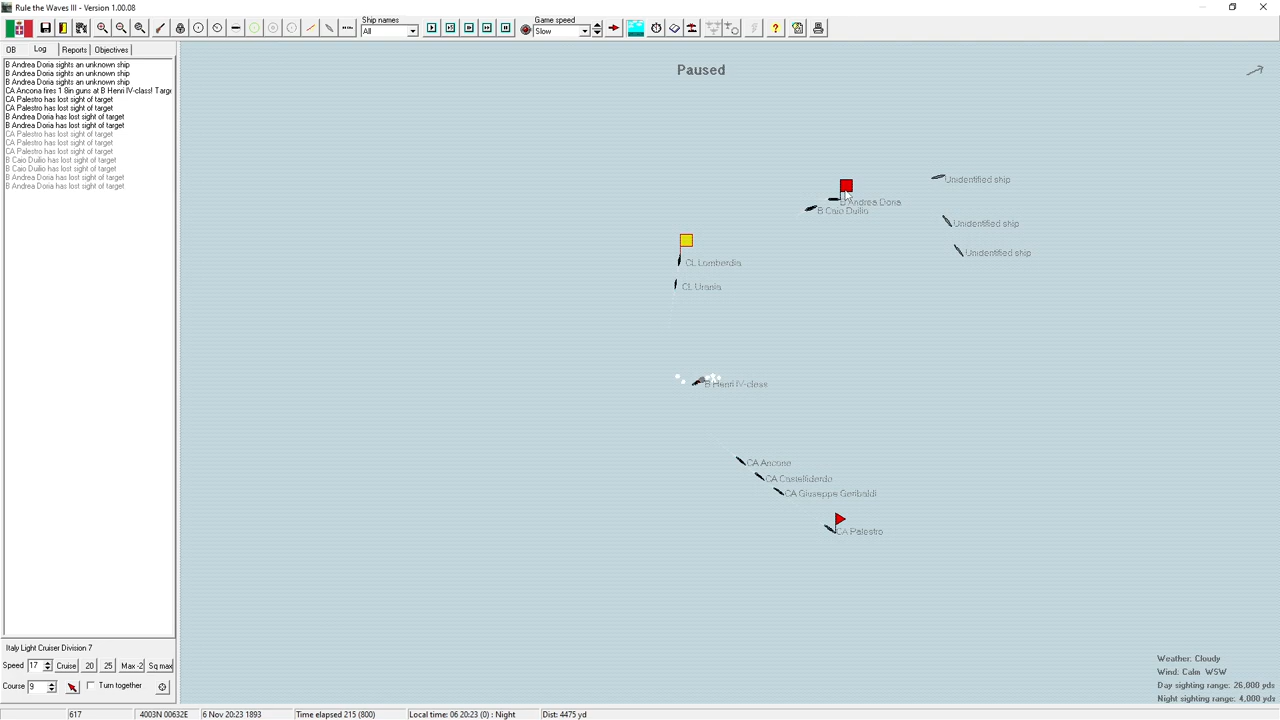 Rule the Waves III - Version 1.00.08
Ship names
All
Game speed
Slow
OB Log Reports Objectives
B Andrea Doria sights an unknown ship
B Andrea Doria sights an unknown ship
B Andrea Doria sights an unknown ship
CA Ancona fires 1 8in guns at B Henri IV-class! Targe
CA Palestro has lost sight of target
CA Palestro has lost sight of target
B Andrea Doria has lost sight of target
B Andrea Doria has lost sight of target
CA Palestro has lost sight of target
CA Palestro has lost sight of target
CA Palestro has lost sight of target
B Caio Duilio has lost sight of target
B Caio Duilio has lost sight of target
B Andrea Doria has lost sight of target
B Andrea Doria has lost sight of target
Paused
Unidentified ship
B Andrea Doria
B Caio Duilio
Unidentified ship
Unidentified ship
CL Lombardia
CL Urania
B Henri IV-class
CA Ancona
CA Castelfidardo
CA Giuseppe Garibaldi
CA Palestro
Italy Light Cruiser Division 7
Speed 17 Cruise 20 25 Max -2 Sq max
Course 9 Turn together
Weather: Cloudy
Wind: Calm WSW
Day sighting range: 26,000 yds
Night sighting range: 4,000 yds
617 4003N 00632E 6 Nov 20:23 1893 Time elapsed 215 (800) Local time: 06 20:23 (0) : Night Dist: 4475 yd